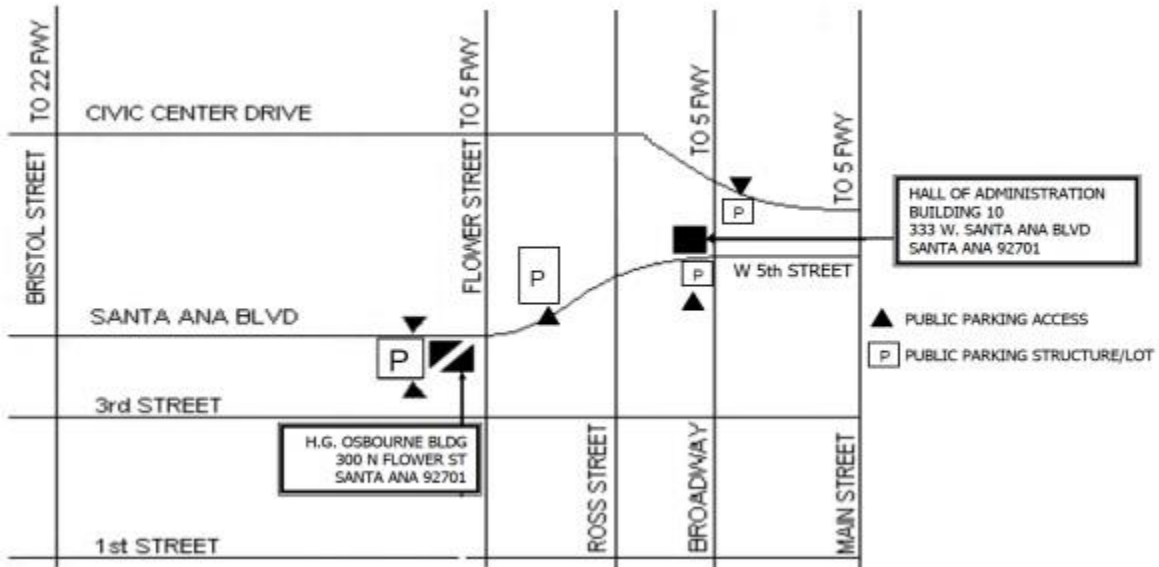 TO 22 FWY
TO 5 FWY
CIVIC CENTER DRIVE
TO 5 FWY
TO 5 FWY
BRISTOL STREET
FLOWER STREET
P
HALL OF ADMINISTRATION
BUILDING 10
333 W. SANTA ANA BLVD
SANTA ANA 92701
P
P
W 5th STREET
SANTA ANA BLVD
PUBLIC PARKING ACCESS
P
P PUBLIC PARKING STRUCTURE/LOT
3rd STREET
H.G. OSBOURNE BLDG
300 N FLOWER ST
SANTA ANA 92701
ROSS STREET
BROADWAY
MAIN STREET
1st STREET